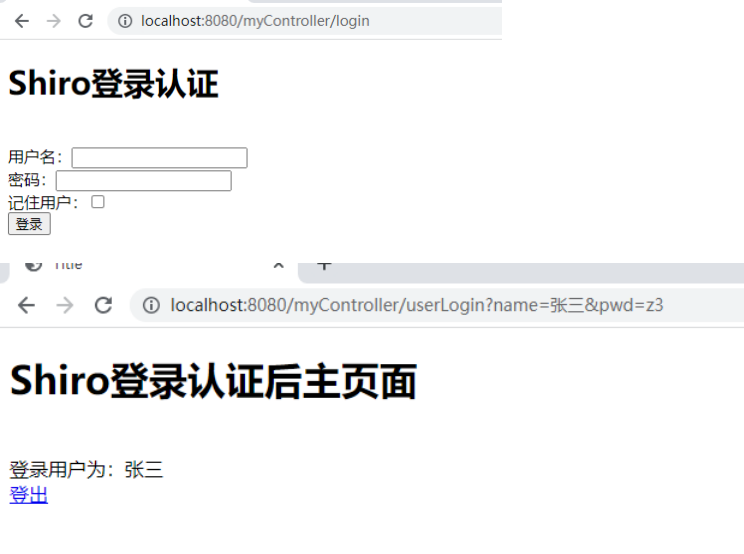 localhost:8080/myController/login
Shiro登录认证
用户名：
密码：
记住用户：
登录
Title
localhost:8080/myController/userLogin?name=张三&pwd=z3
Shiro登录认证后主页面
登录用户为：张三
登出